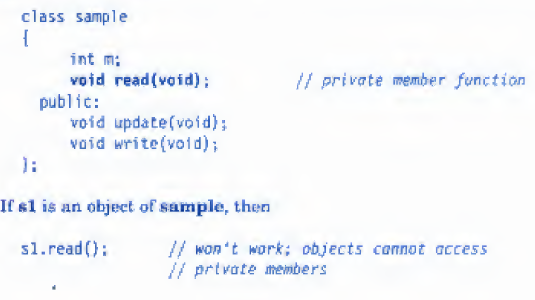 class sample
{
int m;
void read(void); // private member function
public:
void update(void);
void write(void);
};
If s1 is an object of sample, then
s1.read(); // won't work; objects cannot access
// private members